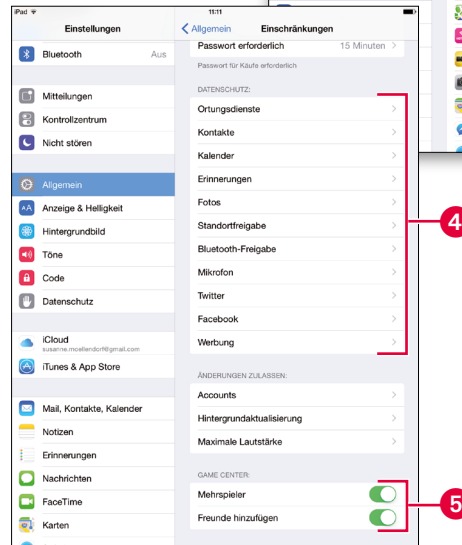 iPad
11:11
Einstellungen
Bluetooth Aus
Mitteilungen
Kontrollzentrum
Nicht stören
Allgemein
Anzeige & Helligkeit
Hintergrundbild
Töne
Code
Datenschutz
iCloud
susanne.moellendorf@gmail.com
iTunes & App Store
Mail, Kontakte, Kalender
Notizen
Erinnerungen
Nachrichten
FaceTime
Karten
Allgemein Einschränkungen
Passwort erforderlich 15 Minuten
Passwort für Käufe erforderlich
DATENSCHUTZ:
Ortungsdienste
Kontakte
Kalender
Erinnerungen
Fotos
Standortfreigabe
Bluetooth-Freigabe
Mikrofon
Twitter
Facebook
Werbung
4
ÄNDERUNGEN ZULASSEN:
Accounts
Hintergrundaktualisierung
Maximale Lautstärke
GAME CENTER:
Mehrspieler
Freunde hinzufügen
5